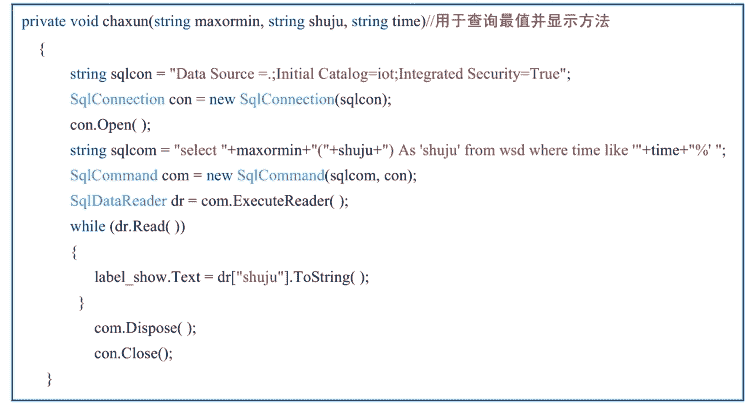 private void chaxun(string maxormin, string shuju, string time)//用于查询最值并显示方法
{
string sqlcon = "Data Source =.;Initial Catalog=iot;Integrated Security=True";
SqlConnection con = new SqlConnection(sqlcon);
con.Open( );
string sqlcom = "select "+maxormin+"("+shuju+") As 'shuju' from wsd where time like '"+time+"%' ";
SqlCommand com = new SqlCommand(sqlcom, con);
SqlDataReader dr = com.ExecuteReader( );
while (dr.Read( ))
{
label_show.Text = dr["shuju"].ToString( );
}
com.Dispose( );
con.Close();
}